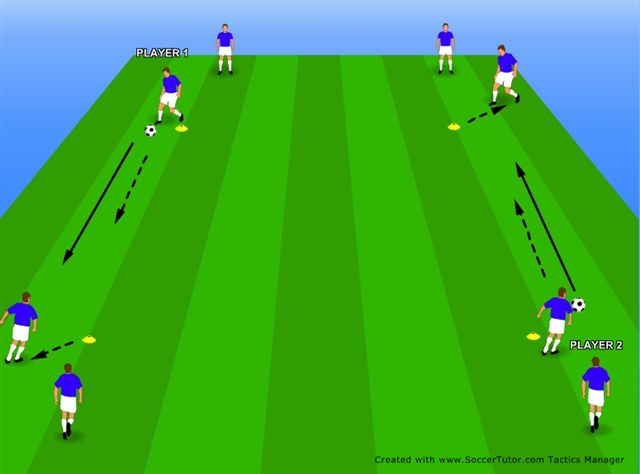 PLAYER 1
PLAYER 2
Created with www.SoccerTutor.com Tactics Manager